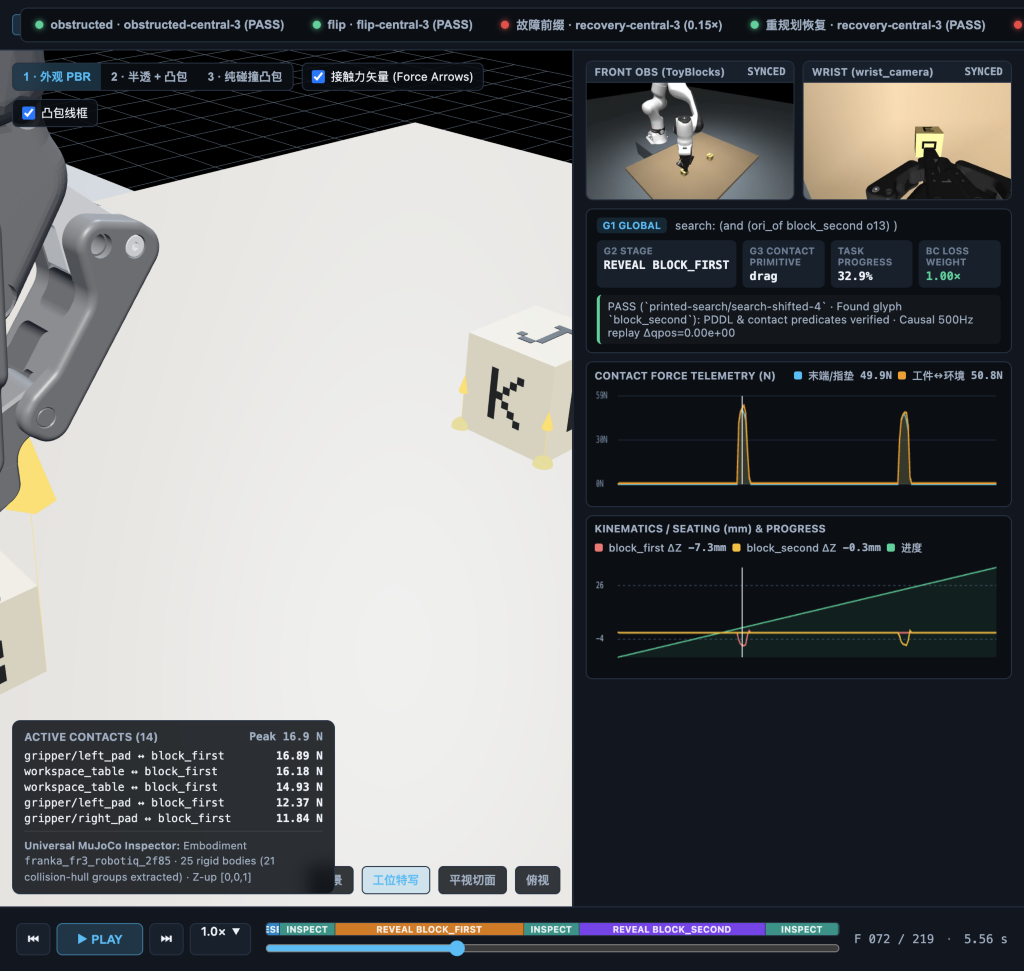 obstructed · obstructed-central-3 (PASS)
flip · flip-central-3 (PASS)
故障前缀 · recovery-central-3 (0.15×)
重规划恢复 · recovery-central-3 (PASS)
1 · 外观 PBR
2 · 半透 + 凸包
3 · 纯碰撞凸包
接触力矢量 (Force Arrows)
凸包线框
FRONT OBS (ToyBlocks)
SYNCED
WRIST (wrist_camera)
SYNCED
G1 GLOBAL
search: (and (ori_of block_second o13) )
G2 STAGE
REVEAL BLOCK_FIRST
G3 CONTACT
PRIMITIVE
drag
TASK
PROGRESS
32.9%
BC LOSS
WEIGHT
1.00×
PASS (`printed-search/search-shifted-4` · Found glyph
`block_second`): PDDL & contact predicates verified · Causal 500Hz
replay Δqpos=0.00e+00
CONTACT FORCE TELEMETRY (N)
末端/指垫 49.9N
工件↔环境 50.8N
59N
30N
0N
KINEMATICS / SEATING (mm) & PROGRESS
block_first ΔZ −7.3mm
block_second ΔZ −0.3mm
进度
26
−4
J
K
ACTIVE CONTACTS (14)
Peak 16.9 N
gripper/left_pad ↔ block_first 16.89 N
workspace_table ↔ block_first 16.18 N
workspace_table ↔ block_first 14.93 N
gripper/left_pad ↔ block_first 12.37 N
gripper/right_pad ↔ block_first 11.84 N
Universal MuJoCo Inspector: Embodiment
franka_fr3_robotiq_2f85 · 25 rigid bodies (21
collision-hull groups extracted) · Z-up [0,0,1]
景
工位特写
平视切面
俯视
⏮
▶ PLAY
⏭
1.0× ▼
INSPECT
REVEAL BLOCK_FIRST
INSPECT
REVEAL BLOCK_SECOND
INSPECT
F 072 / 219 · 5.56 s